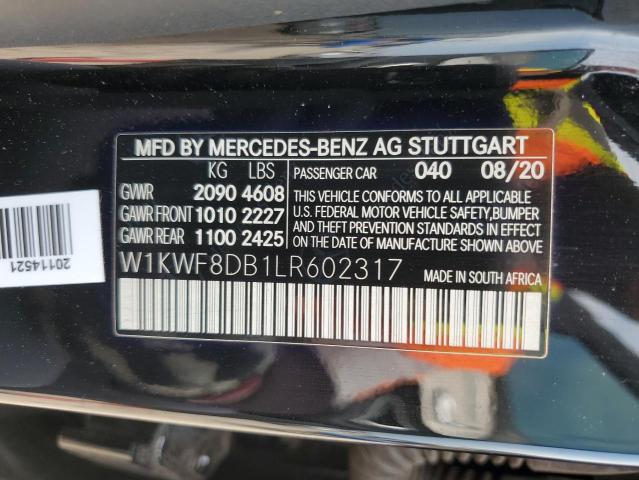 MFD BY MERCEDES-BENZ AG STUTTGART
KG LBS
GVWR 2090 4608
GAWR FRONT 1010 2227
GAWR REAR 1100 2425
PASSENGER CAR 040 08/20
THIS VEHICLE CONFORMS TO ALL APPLICABLE
U.S. FEDERAL MOTOR VEHICLE SAFETY,BUMPER
AND THEFT PREVENTION STANDARDS IN EFFECT
ON THE DATE OF MANUFACTURE SHOWN ABOVE.
W1KWF8DB1LR602317
MADE IN SOUTH AFRICA
20114521